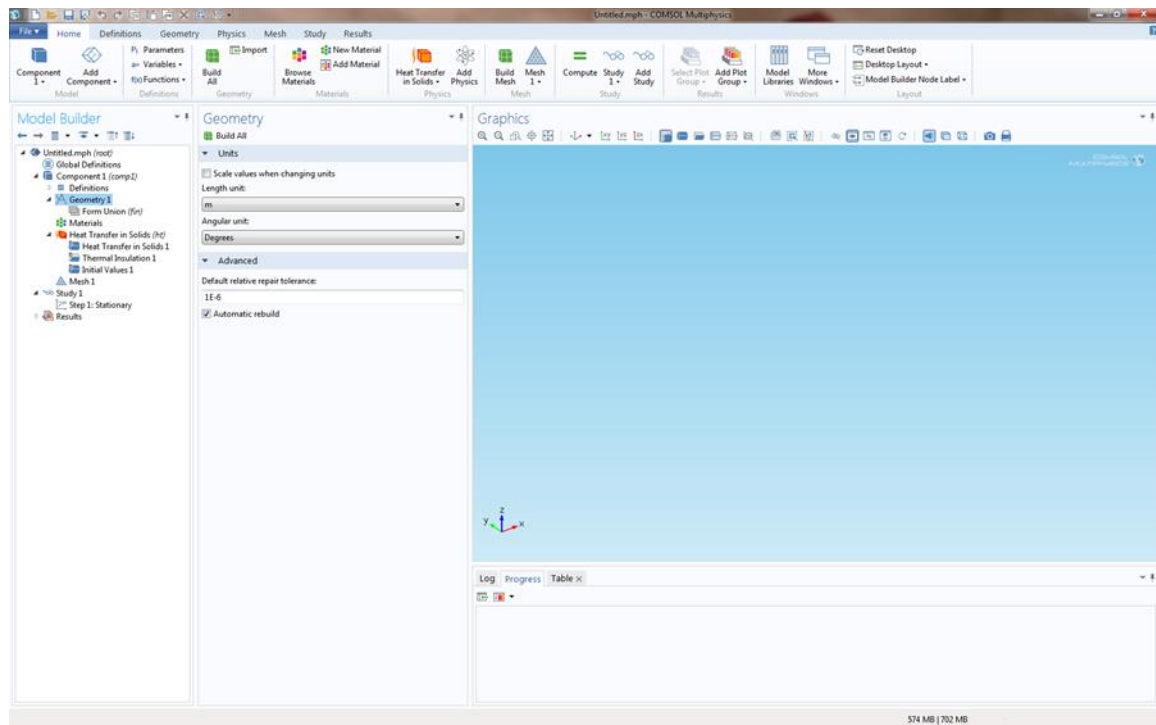 Untitled.mph - COMSOL Multiphysics
File Home Definitions Geometry Physics Mesh Study Results
Component 1
Add Component
Model
Pi Parameters
a= Variables
f(x) Functions
Definitions
Build All
Import
Geometry
Browse Materials
New Material
Add Material
Materials
Heat Transfer in Solids
Add Physics
Physics
Build Mesh
Mesh 1
Mesh
Compute
Study 1
Add Study
Study
Select Plot Group
Add Plot Group
Results
Model Libraries
More Windows
Windows
Reset Desktop
Desktop Layout
Model Builder Node Label
Layout
Model Builder
Untitled.mph (root)
Global Definitions
Component 1 (comp1)
Definitions
Geometry 1
Form Union (fin)
Materials
Heat Transfer in Solids (ht)
Heat Transfer in Solids 1
Thermal Insulation 1
Initial Values 1
Mesh 1
Study 1
Step 1: Stationary
Results
Geometry
Build All
Units
Scale values when changing units
Length unit:
m
Angular unit:
Degrees
Advanced
Default relative repair tolerance:
1E-6
Automatic rebuild
Graphics
COMSOL
MULTIPHYSICS
z
y x
Log Progress Table
574 MB | 702 MB